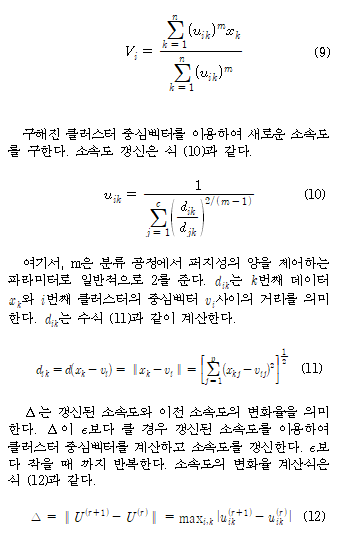 V_i = \frac{\sum_{k=1}^{n}(u_{ik})^m x_k}{\sum_{k=1}^{n}(u_{ik})^m} (9)
구해진 클러스터 중심벡터를 이용하여 새로운 소속도
를 구한다. 소속도 갱신은 식 (10)과 같다.
u_{ik} = \frac{1}{\sum_{j=1}^{c}\left(\frac{d_{ik}}{d_{jk}}\right)^{2/(m-1)}} (10)
여기서, m은 분류 공정에서 퍼지성의 양을 제어하는
파라미터로 일반적으로 2를 준다. d_{ik}는 k번째 데이터
x_k와 i번째 클러스터의 중심벡터 v_i사이의 거리를 의미
한다. d_{ik}는 수식 (11)과 같이 계산한다.
d_{ik} = d(x_k - v_i) = ‖x_k - v_i‖ = \left[\sum_{j=1}^{p}(x_{kj} - v_{ij})^2\right]^{\frac{1}{2}} (11)
Δ는 갱신된 소속도와 이전 소속도의 변화율을 의미
한다. Δ이 ϵ보다 클 경우 갱신된 소속도를 이용하여
클러스터 중심벡터를 계산하고 소속도를 갱신한다. ϵ보
다 작을 때 까지 반복한다. 소속도의 변화율 계산식은
식 (12)과 같다.
Δ = ‖U^{(r+1)} - U^{(r)}‖ = max_{i,k}|u_{ik}^{(r+1)} - u_{ik}^{(r)}| (12)